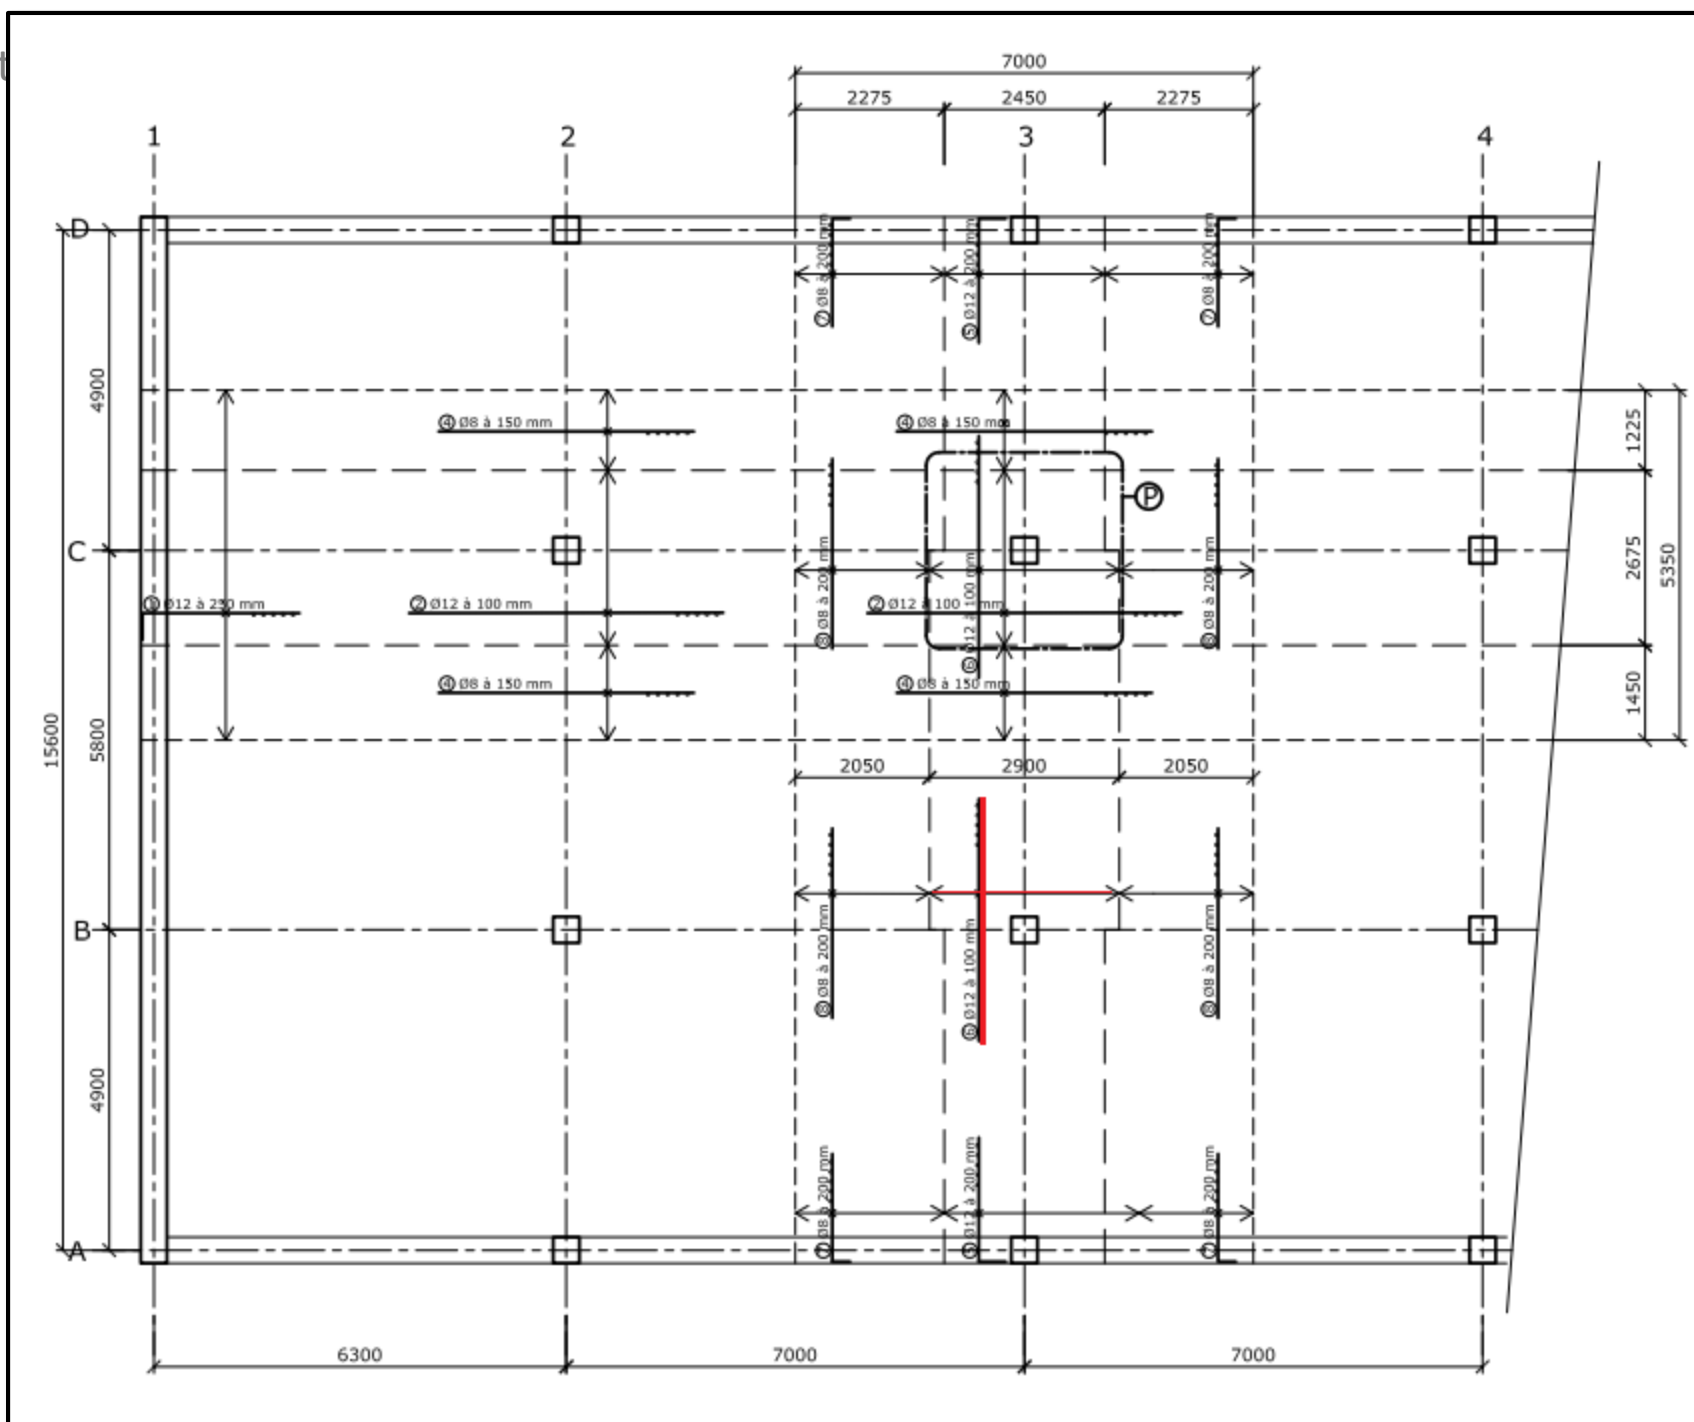 t
7000
2275 2450 2275
1 2 3 4
D
⑦ Ø8 à 200 mm
⑤ Ø12 à 200 mm
⑦ Ø8 à 200 mm
4900
④ Ø8 à 150 mm
④ Ø8 à 150 mm
1225
P
C
⑧ Ø8 à 200 mm
⑥ Ø12 à 100 mm
⑧ Ø8 à 200 mm
2675
5350
① Ø12 à 250 mm
② Ø12 à 100 mm
② Ø12 à 100 mm
④ Ø8 à 150 mm
④ Ø8 à 150 mm
1450
15600
5800
2050 2900 2050
B
⑧ Ø8 à 200 mm
⑥ Ø12 à 100 mm
⑧ Ø8 à 200 mm
4900
⑦ Ø8 à 200 mm
⑤ Ø12 à 200 mm
⑦ Ø8 à 200 mm
A
6300 7000 7000